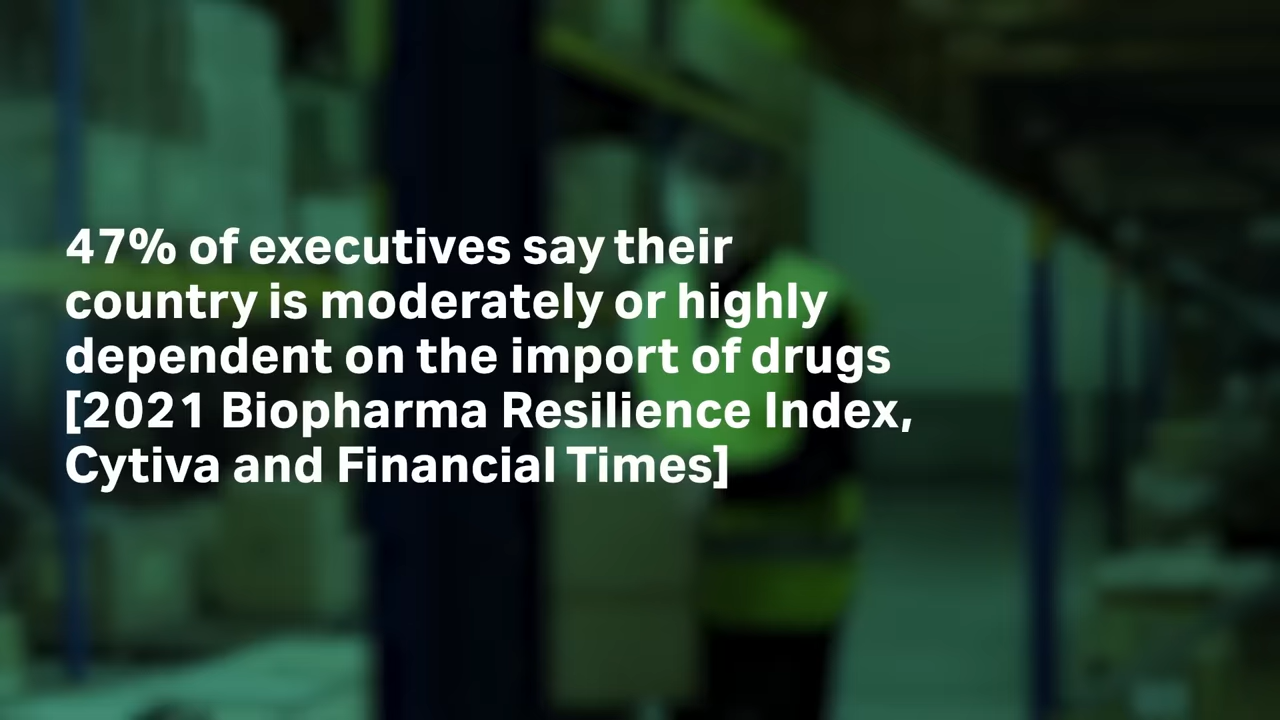 47% of executives say their
country is moderately or highly
dependent on the import of drugs
[2021 Biopharma Resilience Index,
Cytiva and Financial Times]